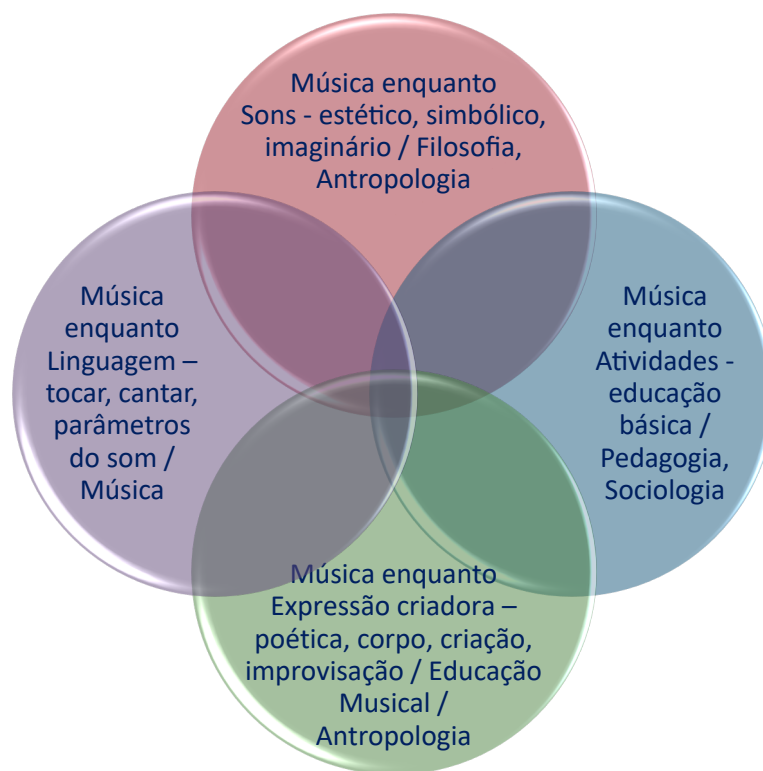 Música enquanto
Sons - estético, simbólico,
imaginário / Filosofia,
Antropologia
Música
enquanto
Linguagem –
tocar, cantar,
parâmetros
do som /
Música
Música
enquanto
Atividades -
educação
básica /
Pedagogia,
Sociologia
Música enquanto
Expressão criadora –
poética, corpo, criação,
improvisação / Educação
Musical /
Antropologia